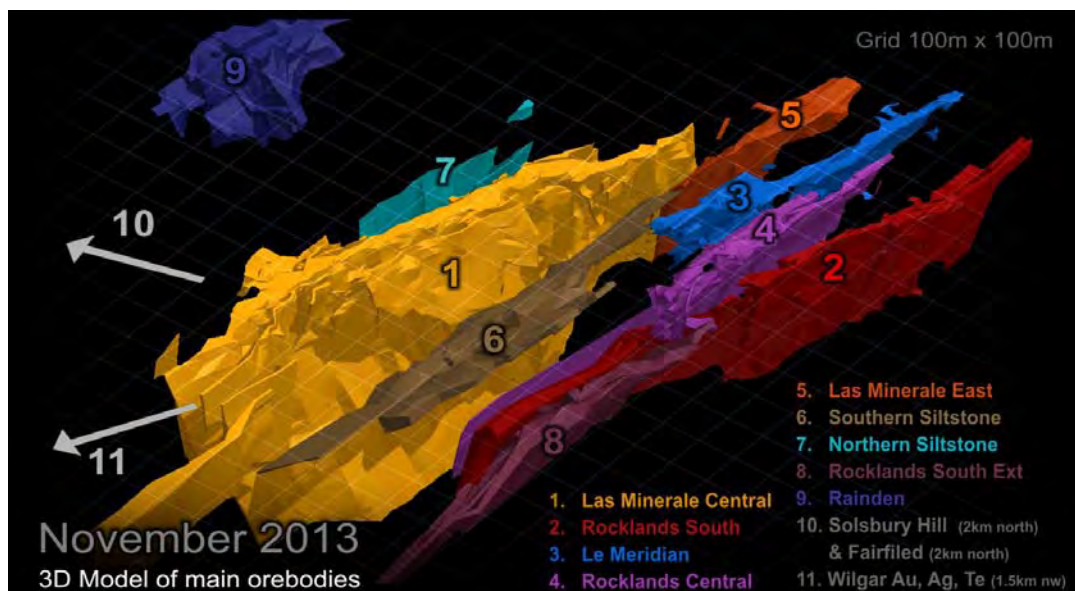 Grid 100m x 100m
9
5
7
3
10
4
1
2
6
11
8
5. Las Minerale East
6. Southern Siltstone
7. Northern Siltstone
8. Rocklands South Ext
9. Rainden
10. Solsbury Hill (2km north)
& Fairfiled (2km north)
11. Wilgar Au, Ag, Te (1.5km nw)
1. Las Minerale Central
2. Rocklands South
3. Le Meridian
4. Rocklands Central
November 2013
3D Model of main orebodies